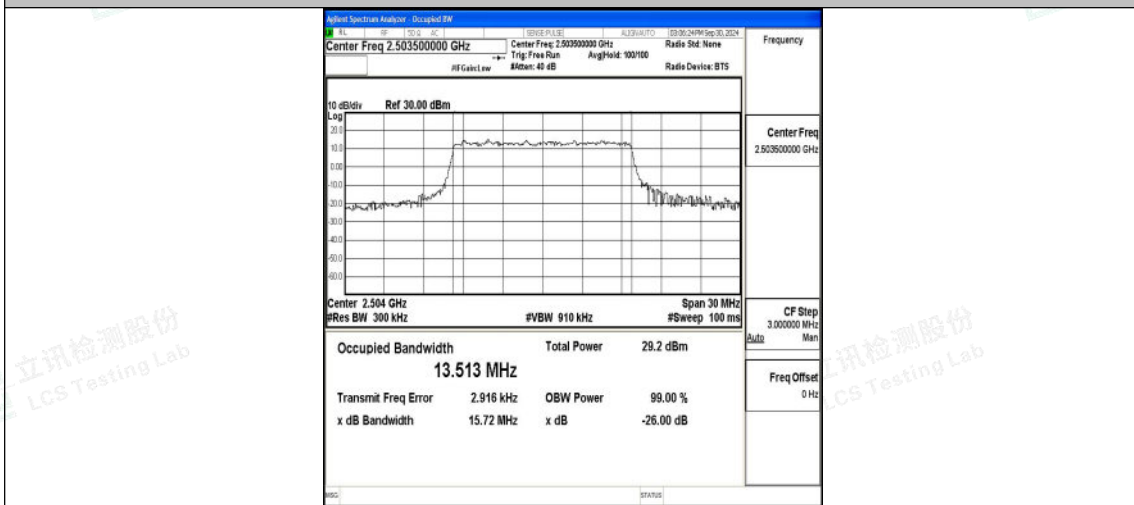 Agilent Spectrum Analyzer - Occupied BW
RL RF 50 Ω AC SENSE:PULSE ALIGNAUTO 03:06:24 PM Sep 30, 2024
Center Freq 2.503500000 GHz
Center Freq: 2.503500000 GHz
Radio Std: None
Trig: Free Run Avg|Hold: 100/100
#IFGain:Low
#Atten: 40 dB
Radio Device: BTS
Frequency
10 dB/div Ref 30.00 dBm
Log
20.0
10.0
0.00
-10.0
-20.0
-30.0
-40.0
-50.0
-60.0
Center Freq
2.503500000 GHz
Center 2.504 GHz Span 30 MHz
#Res BW 300 kHz #VBW 910 kHz #Sweep 100 ms
CF Step
3.000000 MHz
Auto Man
Occupied Bandwidth Total Power 29.2 dBm
13.513 MHz
Freq Offset
0 Hz
Transmit Freq Error 2.916 kHz OBW Power 99.00 %
x dB Bandwidth 15.72 MHz x dB -26.00 dB
MSG STATUS
立讯检测股份
LCS Testing Lab
立讯检测股份
LCS Testing Lab